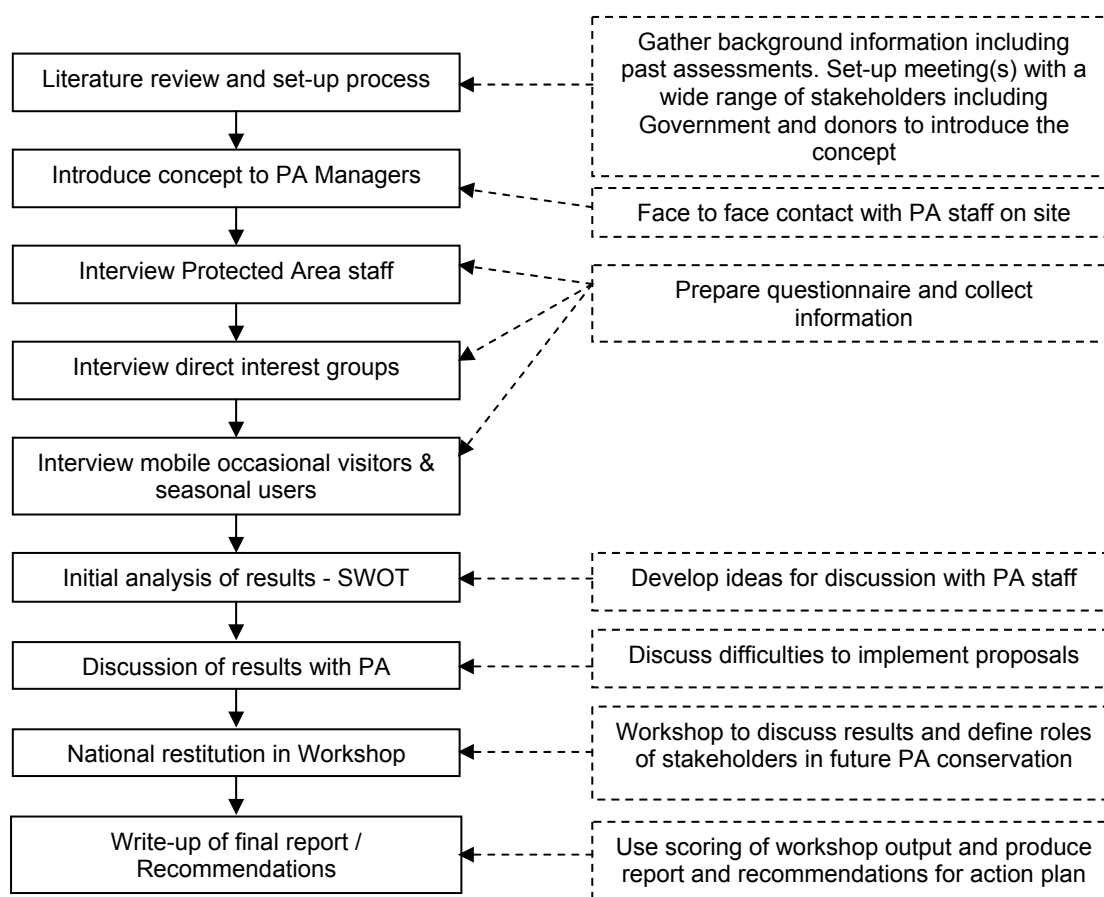 Literature review and set-up process
Gather background information including
past assessments. Set-up meeting(s) with a
wide range of stakeholders including
Government and donors to introduce the
concept
Introduce concept to PA Managers
Face to face contact with PA staff on site
Interview Protected Area staff
Prepare questionnaire and collect
information
Interview direct interest groups
Interview mobile occasional visitors &
seasonal users
Initial analysis of results - SWOT
Develop ideas for discussion with PA staff
Discussion of results with PA
Discuss difficulties to implement proposals
National restitution in Workshop
Workshop to discuss results and define roles
of stakeholders in future PA conservation
Write-up of final report /
Recommendations
Use scoring of workshop output and produce
report and recommendations for action plan